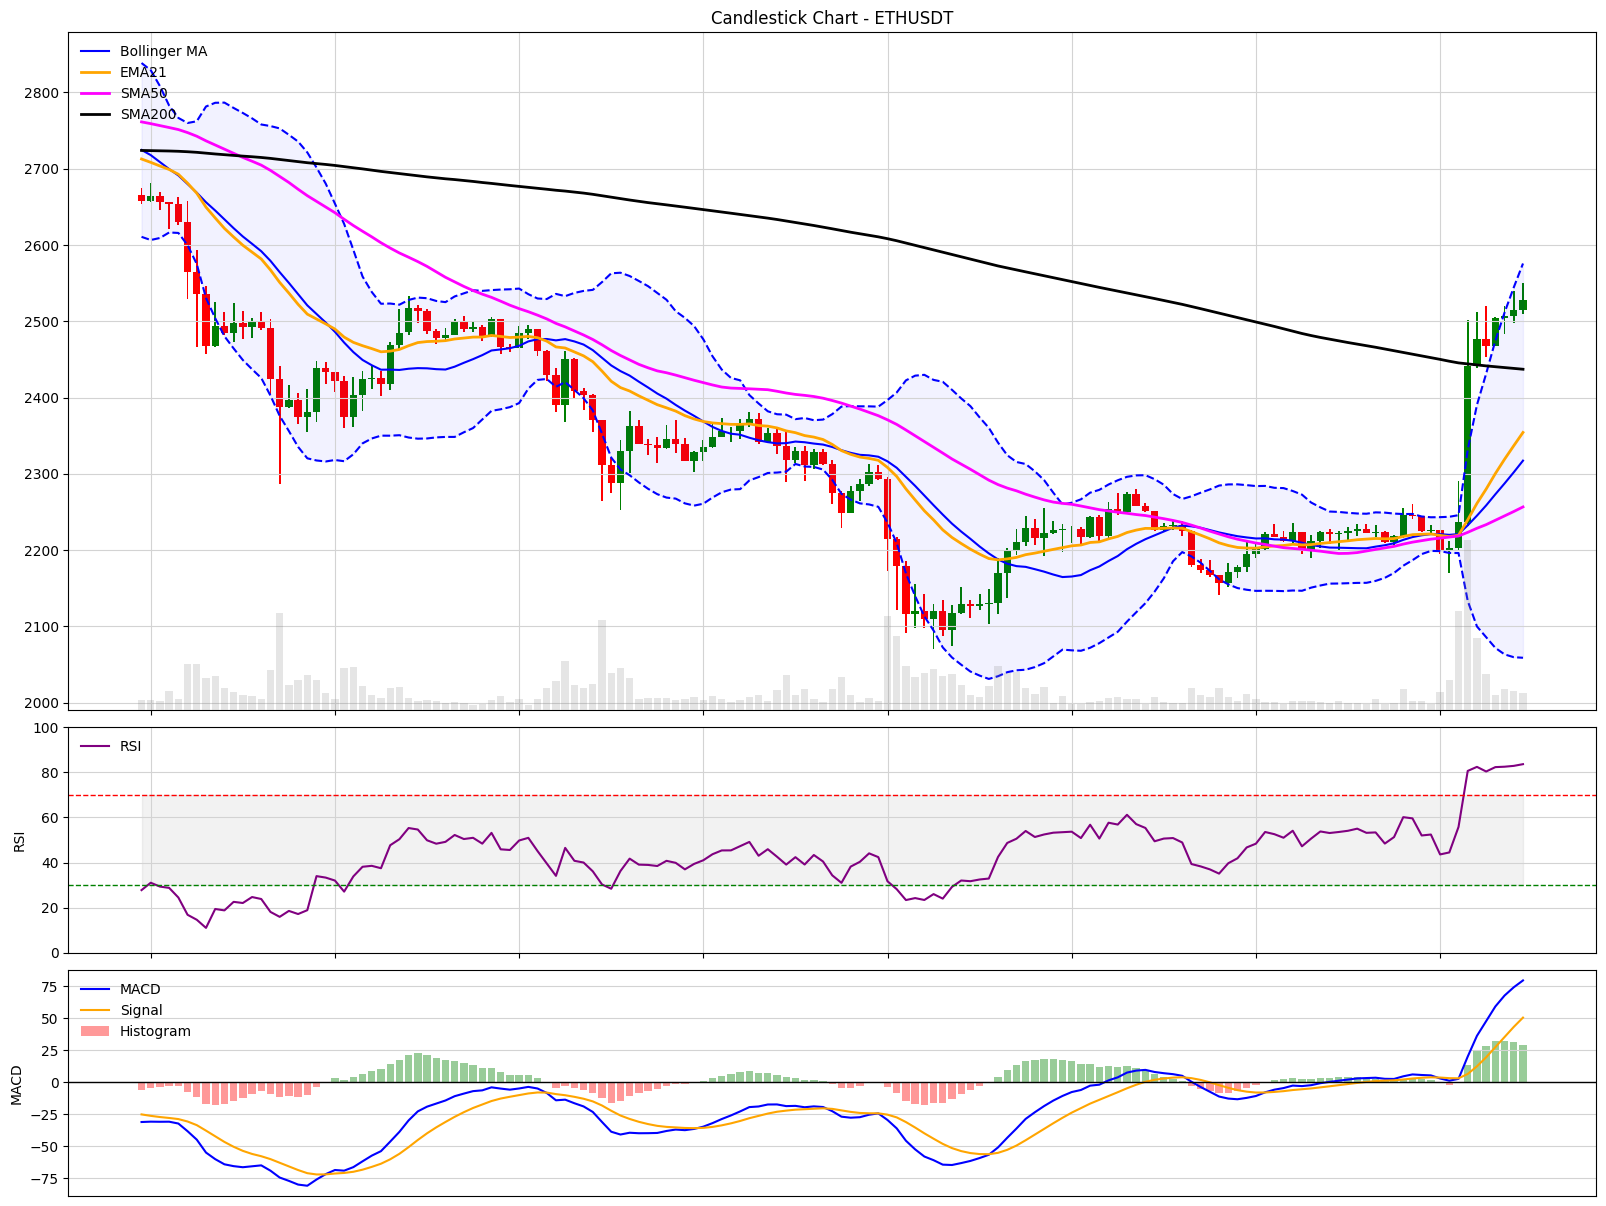 Candlestick Chart - ETHUSDT
Bollinger MA
EMA21
SMA50
SMA200
2800
2700
2600
2500
2400
2300
2200
2100
2000
RSI
100
80
60
40
20
0
RSI
MACD
Signal
Histogram
75
50
25
0
−25
−50
−75
MACD